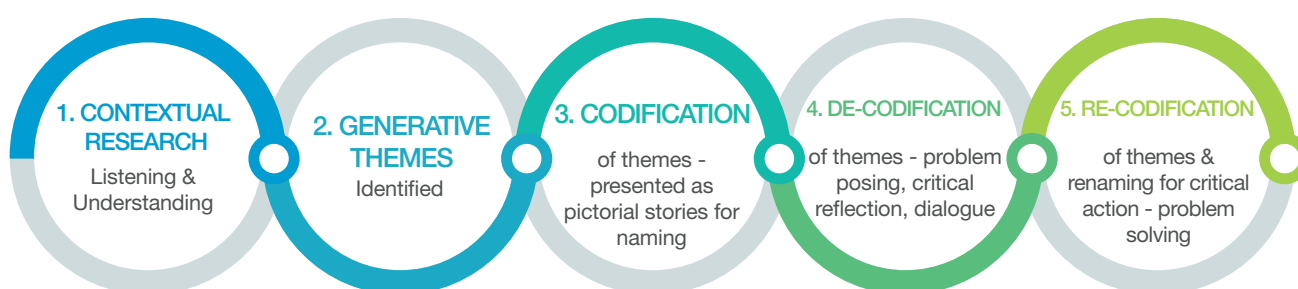 1. CONTEXTUAL
RESEARCH
Listening &
Understanding
2. GENERATIVE
THEMES
Identified
3. CODIFICATION
of themes -
presented as
pictorial stories for
naming
4. DE-CODIFICATION
of themes - problem
posing, critical
reflection, dialogue
5. RE-CODIFICATION
of themes &
renaming for critical
action - problem
solving